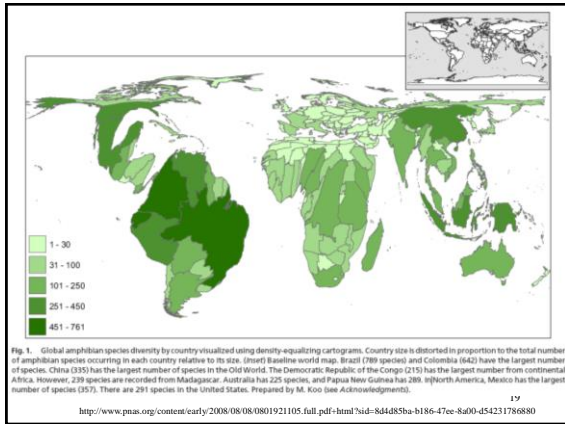 1 - 30
31 - 100
101 - 250
251 - 450
451 - 761
Fig. 1. Global amphibian species diversity by country visualized using density-equalizing cartograms. Country size is distorted in proportion to the total number
of amphibian species occurring in each country relative to its size. (Inset) Baseline world map. Brazil (789 species) and Colombia (642) have the largest number
of species. China (335) has the largest number of species in the Old World. The Democratic Republic of the Congo (215) has the largest number from continental
Africa. However, 239 species are recorded from Madagascar. Australia has 225 species, and Papua New Guinea has 289. In North America, Mexico has the largest
number of species (357). There are 291 species in the United States. Prepared by M. Koo (see Acknowledgments).
19
http://www.pnas.org/content/early/2008/08/08/0801921105.full.pdf+html?sid=8d4d85ba-b186-47ee-8a00-d54231786880